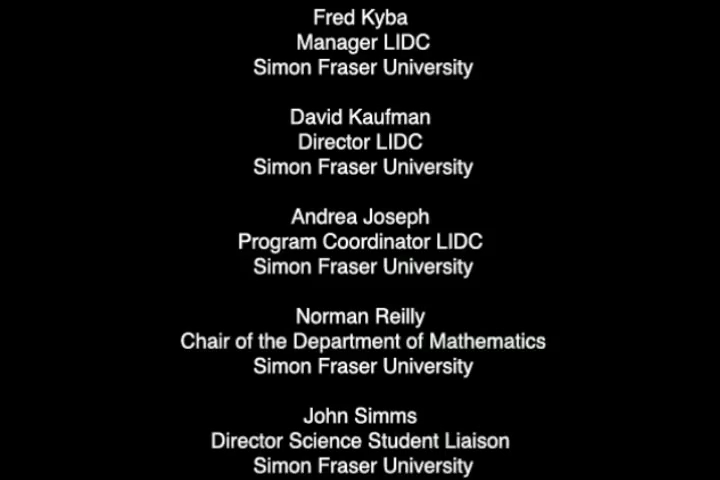 Fred Kyba
Manager LIDC
Simon Fraser University
David Kaufman
Director LIDC
Simon Fraser University
Andrea Joseph
Program Coordinator LIDC
Simon Fraser University
Norman Reilly
Chair of the Department of Mathematics
Simon Fraser University
John Simms
Director Science Student Liaison
Simon Fraser University